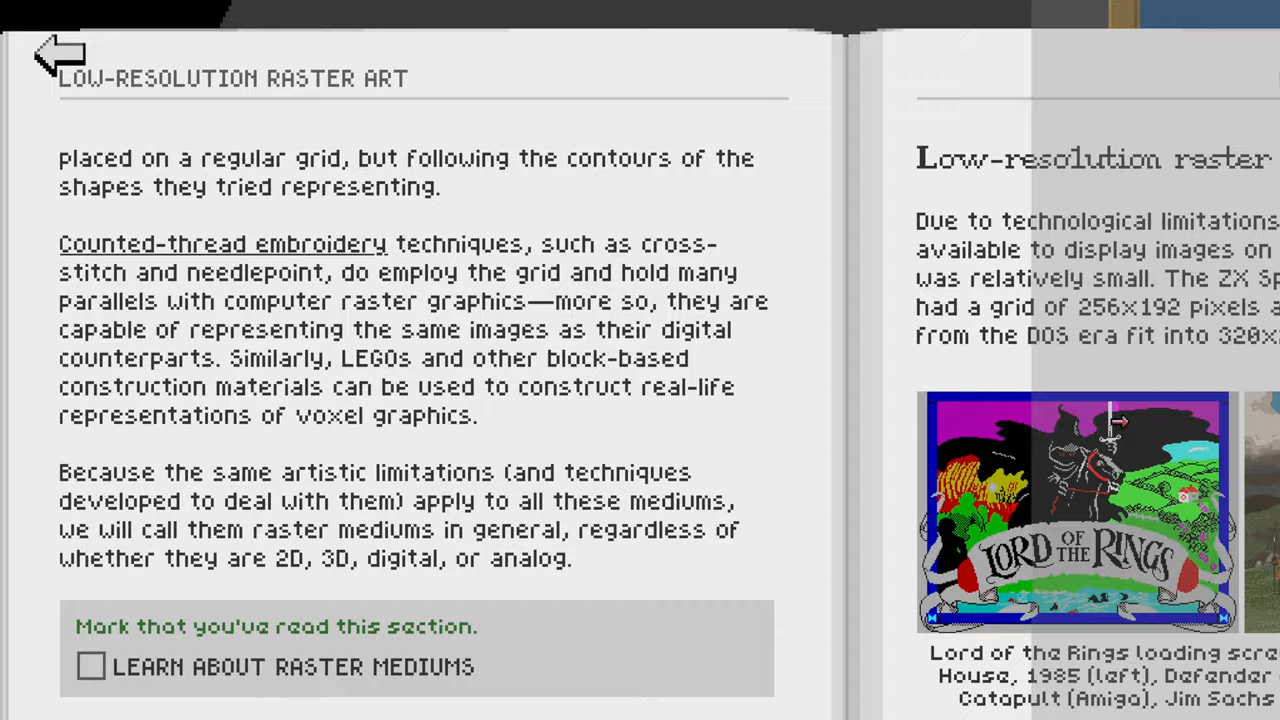 LOW-RESOLUTION RASTER ART
placed on a regular grid, but following the contours of the
shapes they tried representing.
Counted-thread embroidery techniques, such as cross-
stitch and needlepoint, do employ the grid and hold many
parallels with computer raster graphics—more so, they are
capable of representing the same images as their digital
counterparts. Similarly, LEGOs and other block-based
construction materials can be used to construct real-life
representations of voxel graphics.
Because the same artistic limitations (and techniques
developed to deal with them) apply to all these mediums,
we will call them raster mediums in general, regardless of
whether they are 2D, 3D, digital, or analog.
Mark that you've read this section.
LEARN ABOUT RASTER MEDIUMS
Low-resolution raster
Due to technological limitations
available to display images on
was relatively small. The ZX Sp
had a grid of 256x192 pixels a
from the DOS era fit into 320x
LORD OF THE RINGS
Lord of the Rings loading scre
House, 1985 (left), Defender
Catapult (Amiga), Jim Sachs